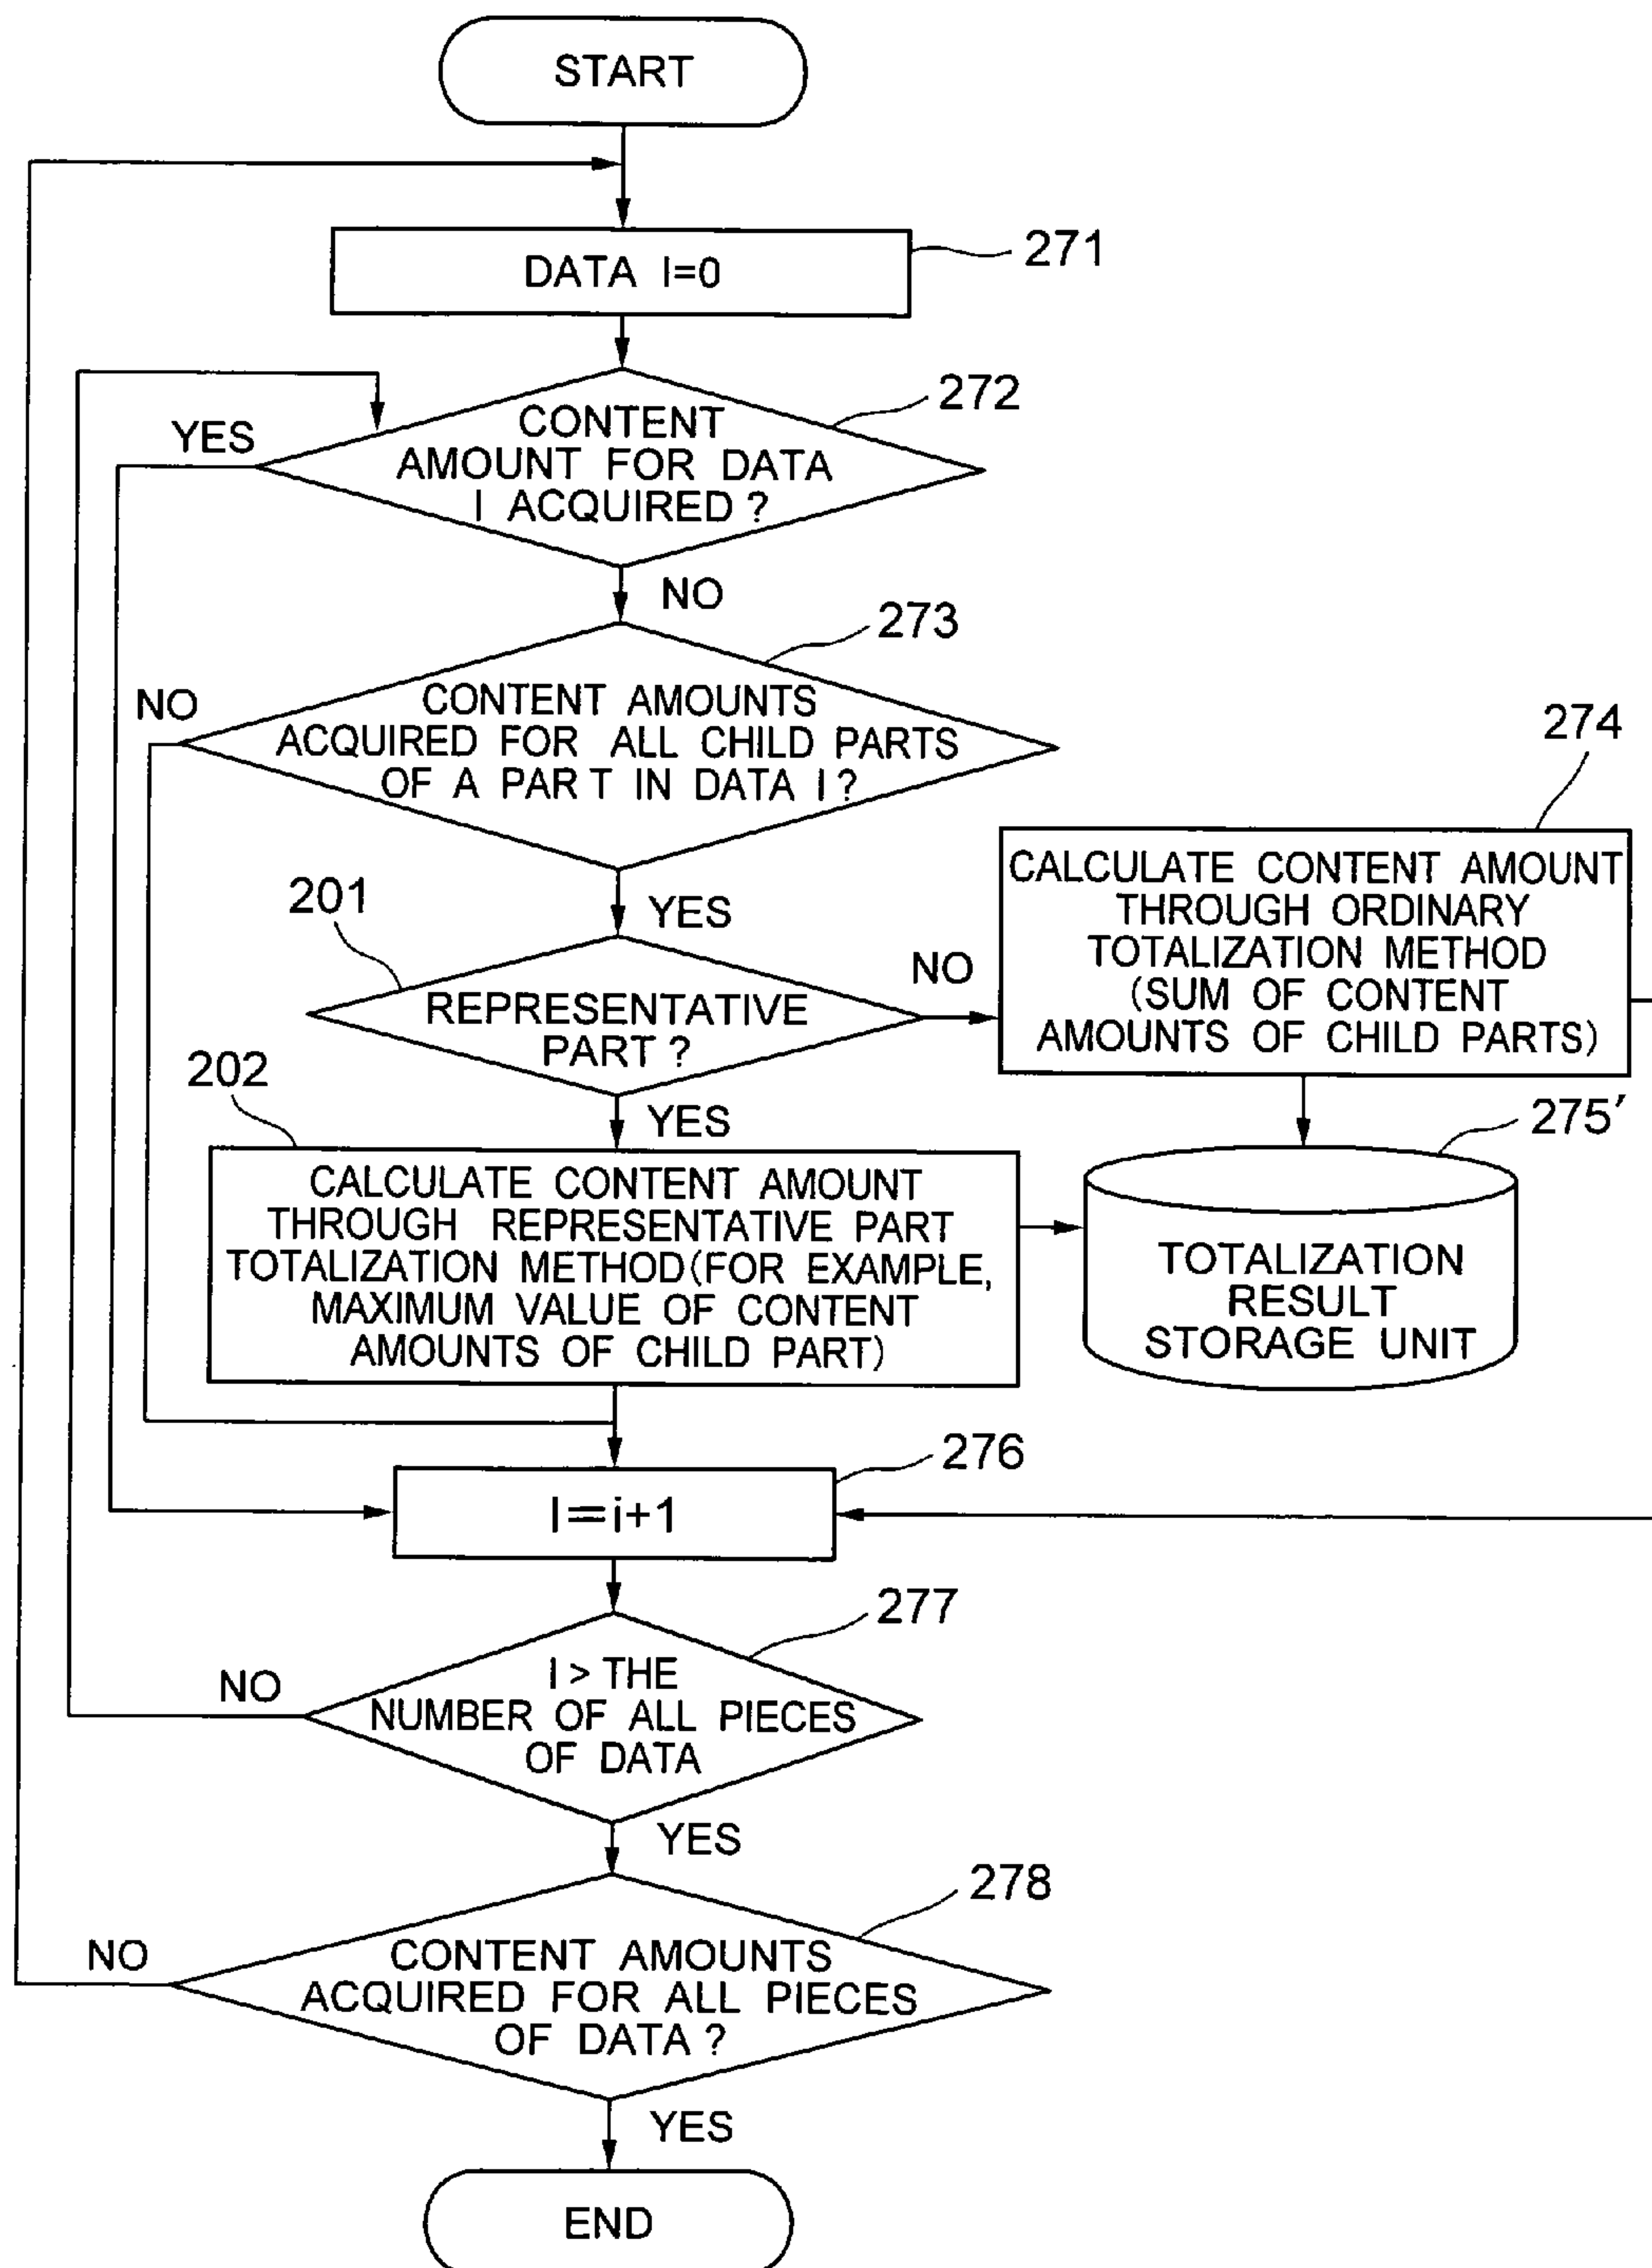 START
DATA I=0
271
272
CONTENT
AMOUNT FOR DATA
I ACQUIRED?
YES
NO
273
CONTENT AMOUNTS
ACQUIRED FOR ALL CHILD PARTS
OF A PART IN DATA I?
NO
YES
274
CALCULATE CONTENT AMOUNT
THROUGH ORDINARY
TOTALIZATION METHOD
(SUM OF CONTENT
AMOUNTS OF CHILD PARTS)
201
REPRESENTATIVE
PART?
NO
YES
202
CALCULATE CONTENT AMOUNT
THROUGH REPRESENTATIVE PART
TOTALIZATION METHOD(FOR EXAMPLE,
MAXIMUM VALUE OF CONTENT
AMOUNTS OF CHILD PART)
275′
TOTALIZATION
RESULT
STORAGE UNIT
276
I=i+1
277
I > THE
NUMBER OF ALL PIECES
OF DATA
NO
YES
278
CONTENT AMOUNTS
ACQUIRED FOR ALL PIECES
OF DATA?
NO
YES
END